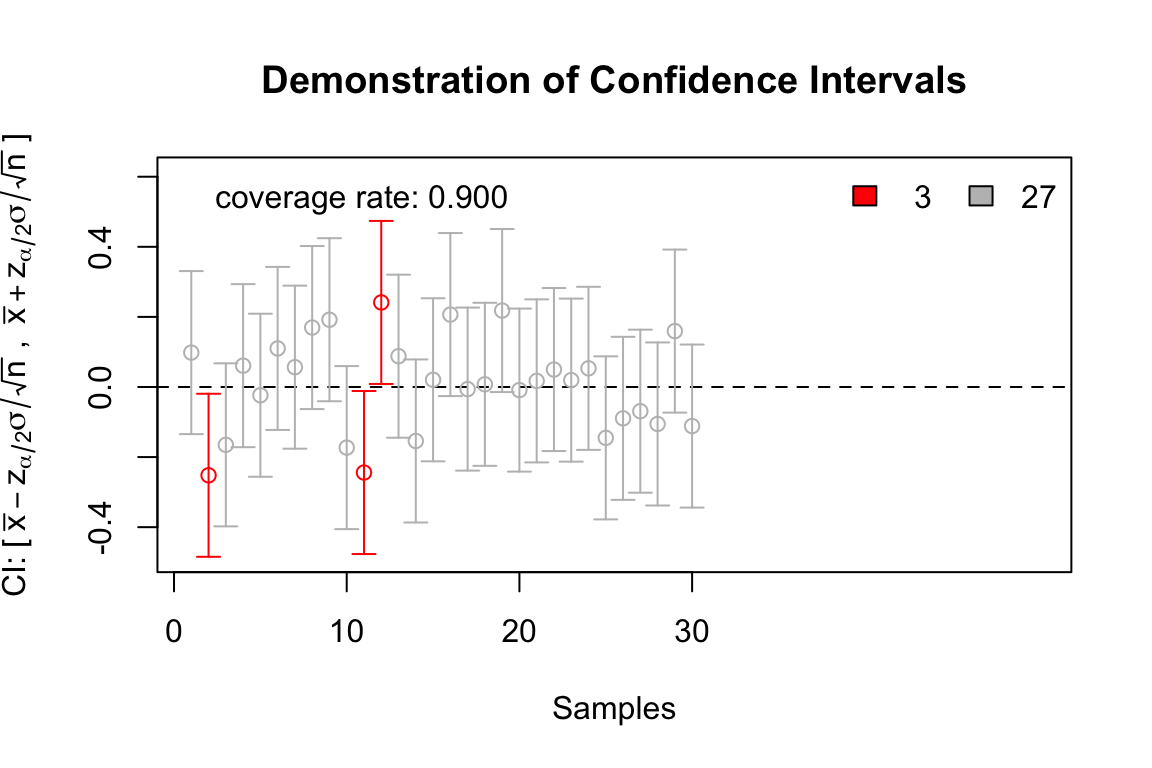 Demonstration of Confidence Intervals
CI: [ x̅ − zα/2σ/√n , x̅ + zα/2σ/√n ]
coverage rate: 0.900
3
27
0.4
0.0
-0.4
0
10
20
30
Samples